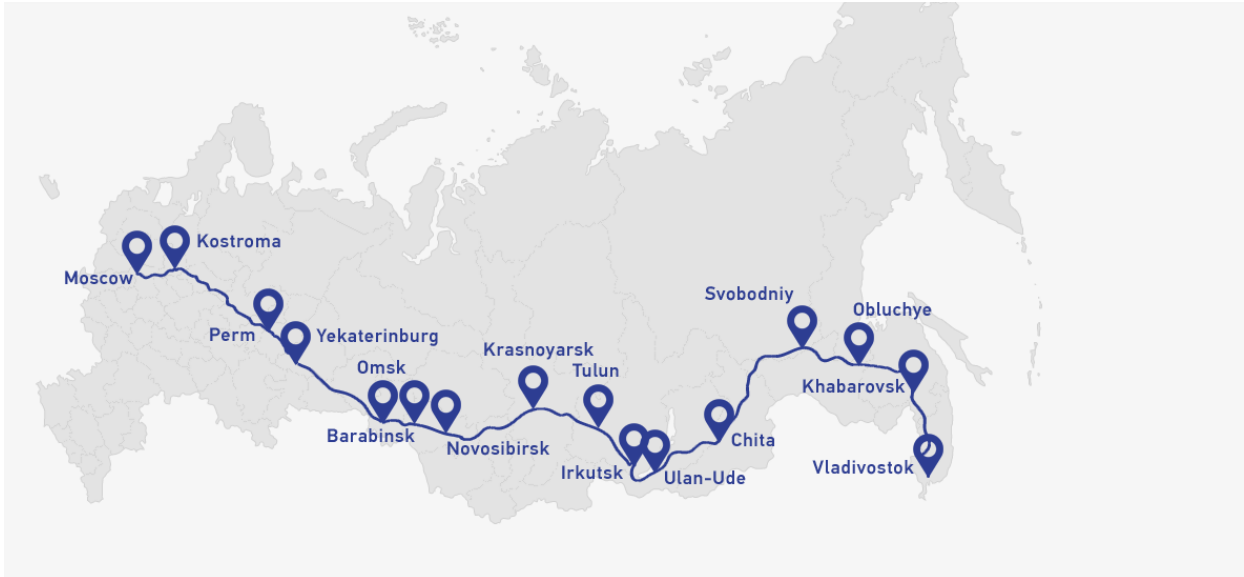 Kostroma
Moscow
Perm
Yekaterinburg
Omsk
Barabinsk
Novosibirsk
Krasnoyarsk
Tulun
Irkutsk
Ulan-Ude
Chita
Svobodniy
Obluchye
Khabarovsk
Vladivostok